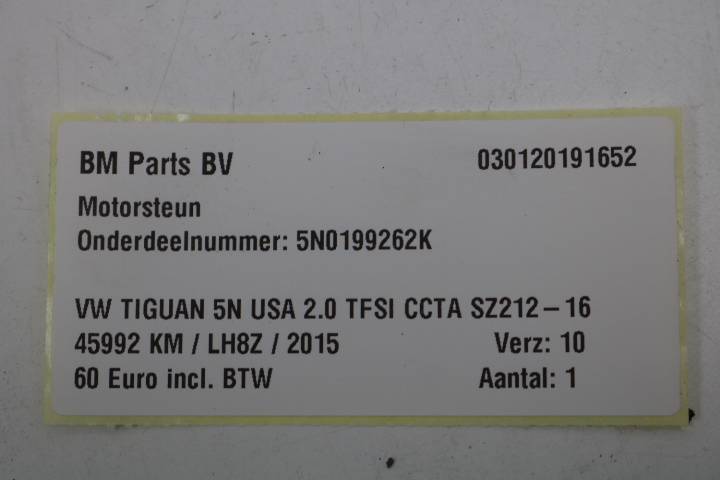 BM Parts BV 030120191652
Motorsteun
Onderdeelnummer: 5N0199262K
VW TIGUAN 5N USA 2.0 TFSI CCTA SZ212-16
45992 KM / LH8Z / 2015 Verz: 10
60 Euro incl. BTW Aantal: 1